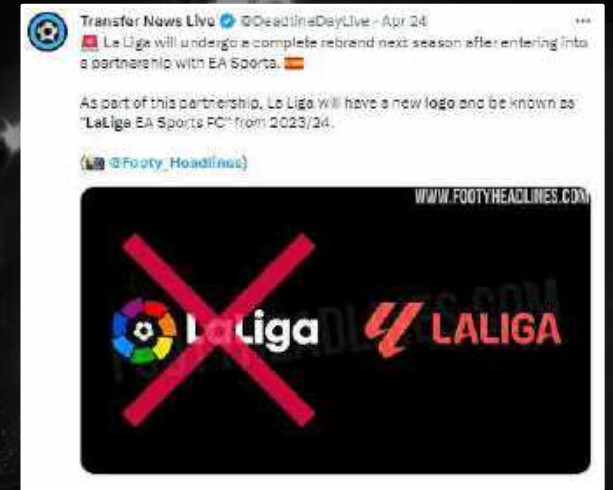 Transfer News Live @DeadlineDayLive · Apr 24
La Liga will undergo a complete rebrand next season after entering into
a partnership with EA Sports.
As part of this partnership, La Liga will have a new logo and be known as
"LaLiga EA Sports FC" from 2023/24.
(@Footy_Headlines)
WWW.FOOTYHEADLINES.COM
LaLiga
LALIGA